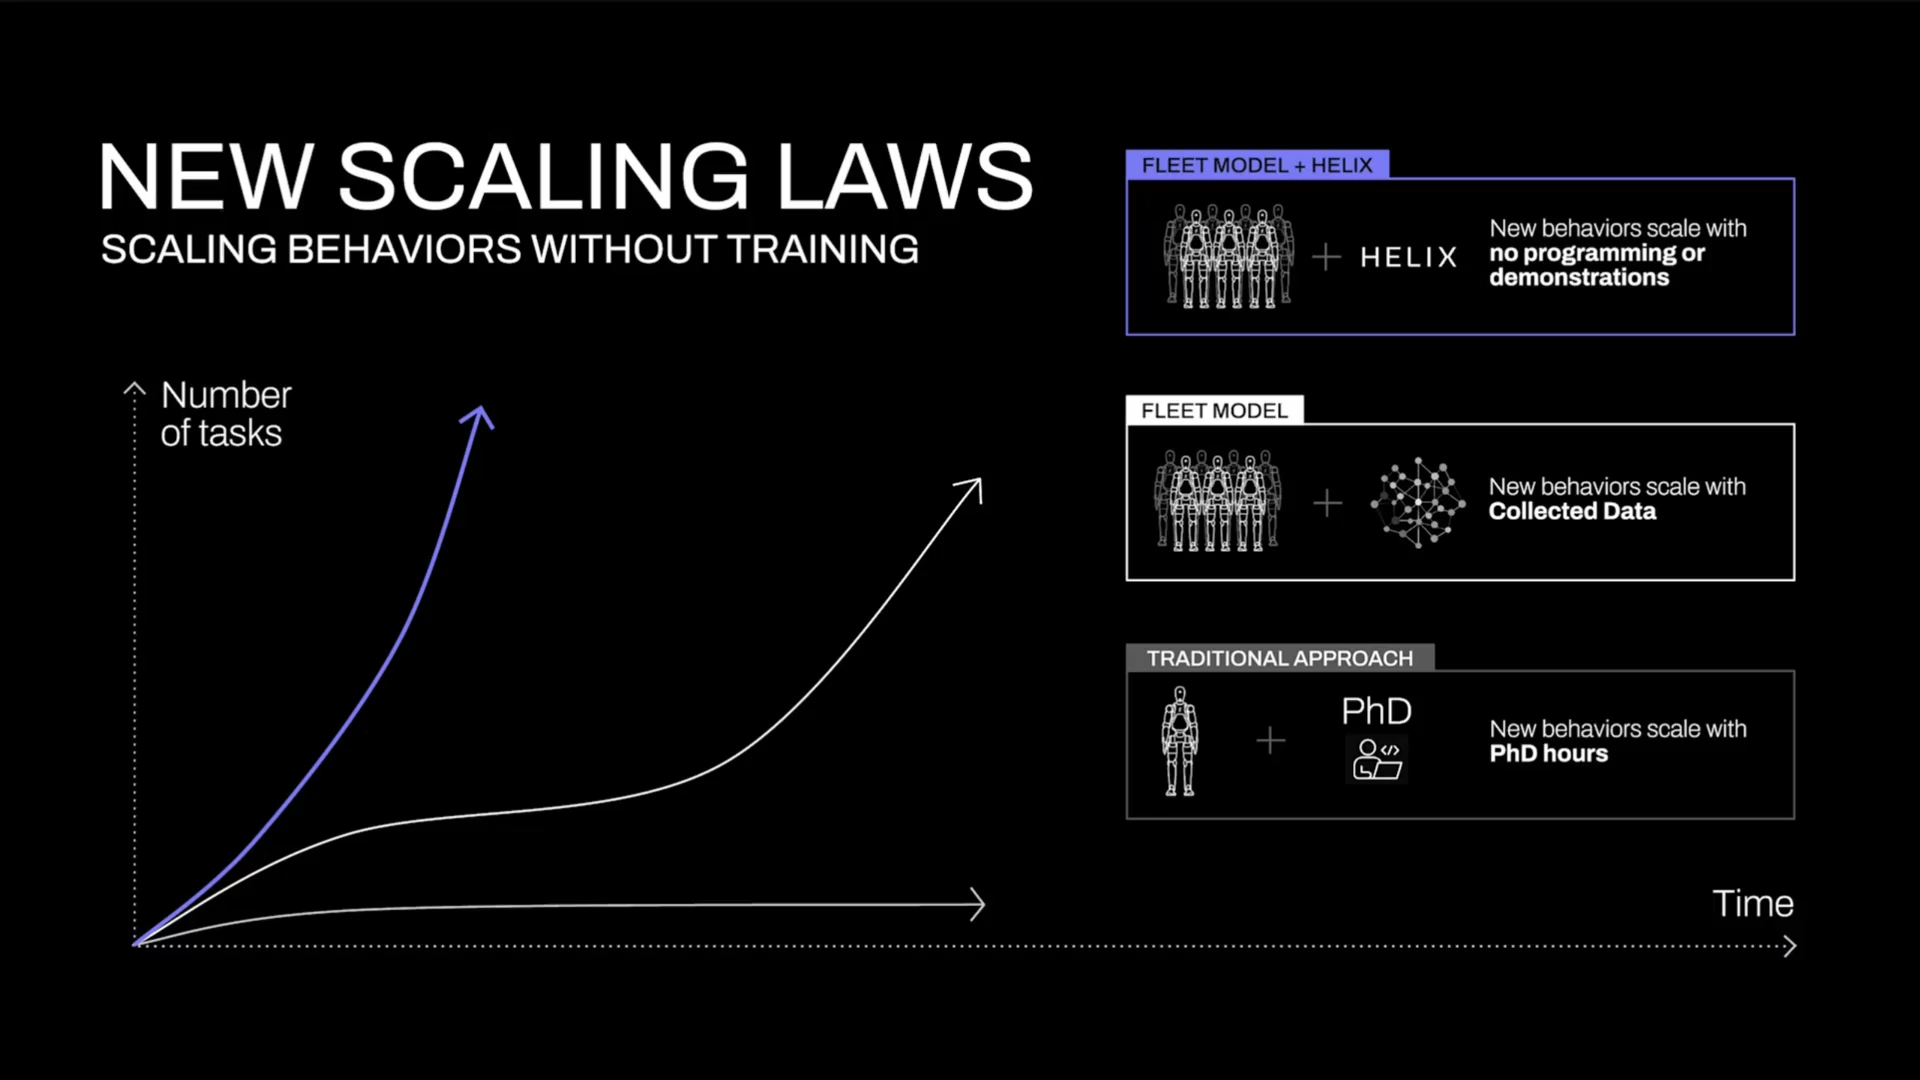 NEW SCALING LAWS
SCALING BEHAVIORS WITHOUT TRAINING
Number
of tasks
FLEET MODEL + HELIX
HELIX
New behaviors scale with
no programming or
demonstrations
FLEET MODEL
New behaviors scale with
Collected Data
TRADITIONAL APPROACH
PhD
</>
New behaviors scale with
PhD hours
Time